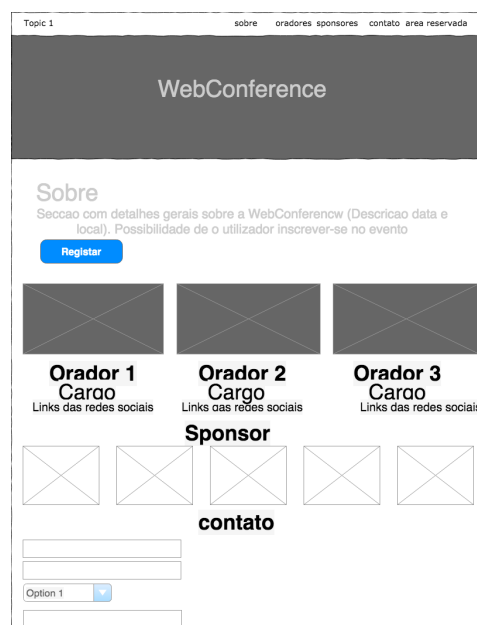 Topic 1 sobre oradores sponsores contato area reservada
WebConference
Sobre
Seccao com detalhes gerais sobre a WebConferencw (Descricao data e
local). Possibilidade de o utilizador inscrever-se no evento
Registar
Orador 1 Orador 2 Orador 3
Cargo Cargo Cargo
Links das redes sociais Links das redes sociais Links das redes sociais
Sponsor
contato
Option 1